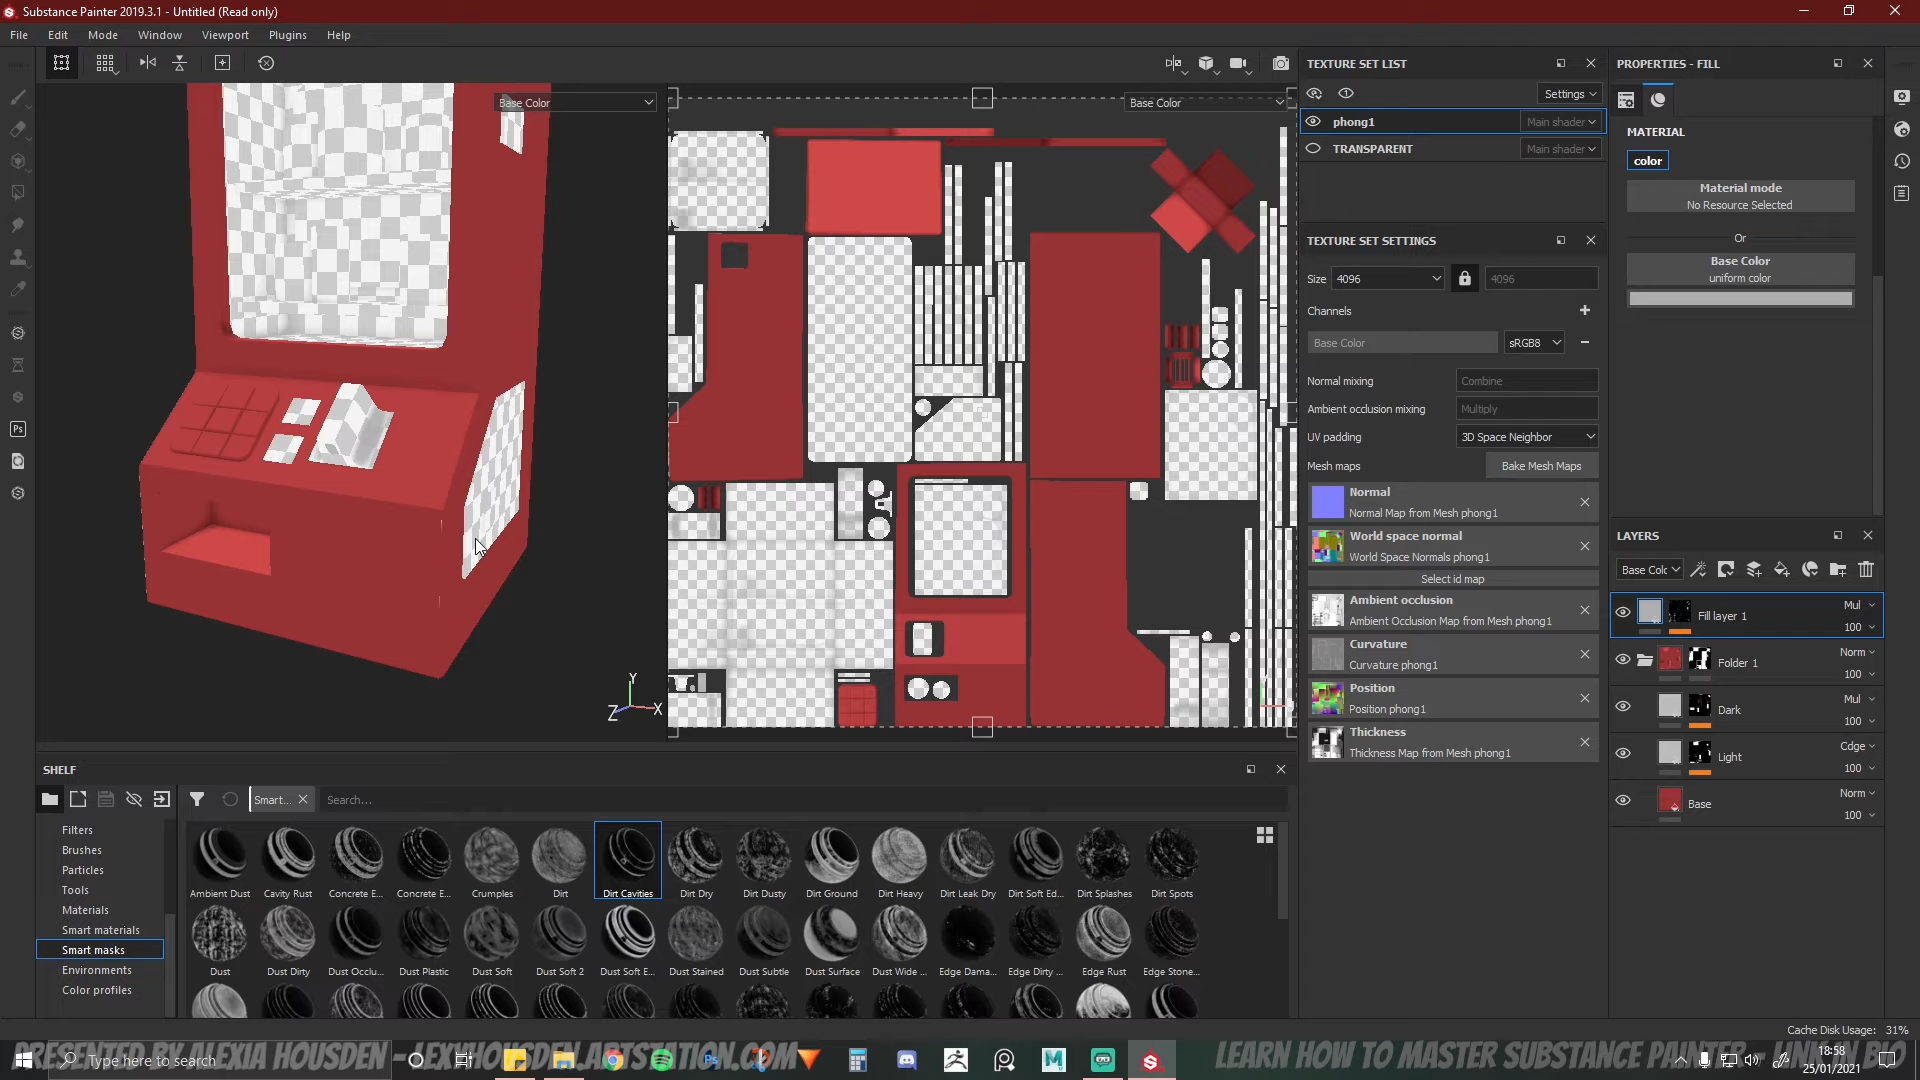 Substance Painter 2019.3.1 - Untitled (Read only)
File Edit Mode Window Viewport Plugins Help
Base Color
Base Color
Y
Z
X
TEXTURE SET LIST
Settings
phong1 Main shader
TRANSPARENT Main shader
TEXTURE SET SETTINGS
Size 4096 4096
Channels
Base Color sRGB8
Normal mixing Combine
Ambient occlusion mixing Multiply
UV padding 3D Space Neighbor
Mesh maps Bake Mesh Maps
Normal
Normal Map from Mesh phong1
World space normal
World Space Normals phong1
Select id map
Ambient occlusion
Ambient Occlusion Map from Mesh phong1
Curvature
Curvature phong1
Position
Position phong1
Thickness
Thickness Map from Mesh phong1
PROPERTIES - FILL
MATERIAL
color
Material mode
No Resource Selected
Or
Base Color
uniform color
LAYERS
Base Colc
Fill layer 1 Mul 100
Folder 1 Norm 100
Dark Mul 100
Light Cdge 100
Base Norm 100
SHELF
Smart... Search...
Filters
Brushes
Particles
Tools
Materials
Smart materials
Smart masks
Environments
Color profiles
Ambient Dust Cavity Rust Concrete E... Concrete E... Crumples Dirt Dirt Cavities Dirt Dry Dirt Dusty Dirt Ground Dirt Heavy Dirt Leak Dry Dirt Soft Ed... Dirt Splashes Dirt Spots
Dust Dust Dirty Dust Occlu... Dust Plastic Dust Soft Dust Soft 2 Dust Soft E... Dust Stained Dust Subtle Dust Surface Dust Wide ... Edge Dama... Edge Dirty ... Edge Rust Edge Stone...
Cache Disk Usage: 31%
Type here to search
PRESENTED BY ALEXIA HOUSDEN - LEXYHOUSDEN.ARTSTATION.COM
LEARN HOW TO MASTER SUBSTANCE PAINTER - LINK IN BIO
Ps
Ps
M
18:58
25/01/2021